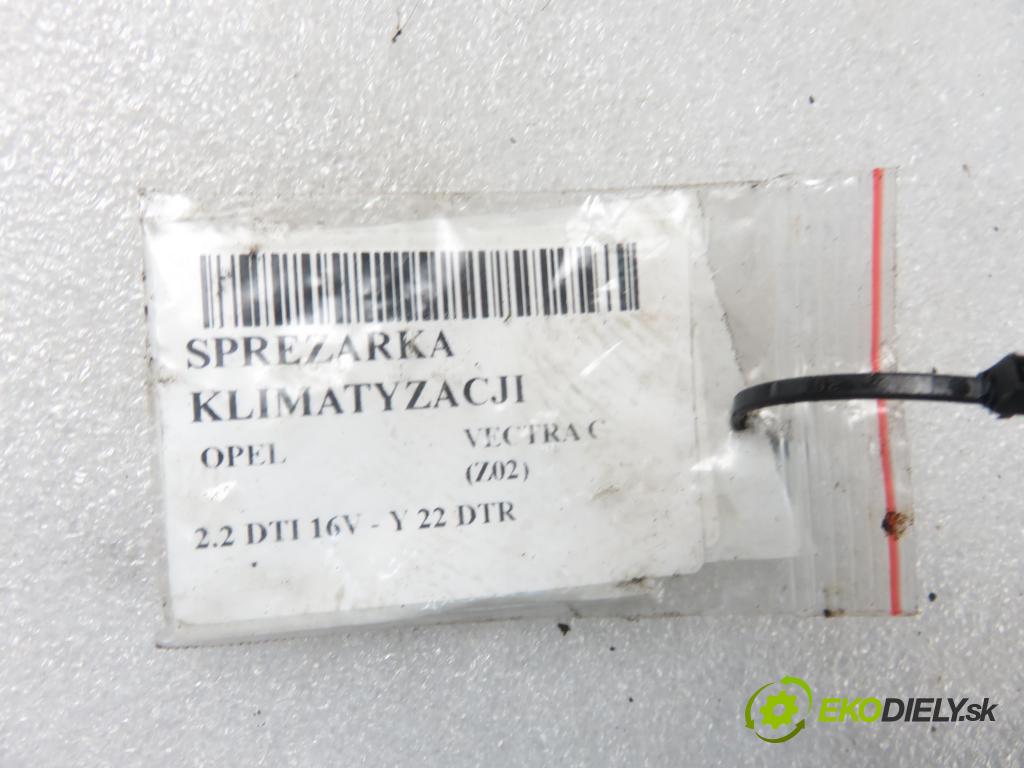 SPREZARKA
KLIMATYZACJI
OPEL VECTRA C
(Z02)
2.2 DTI 16V - Y 22 DTR
EKODIELY.sk